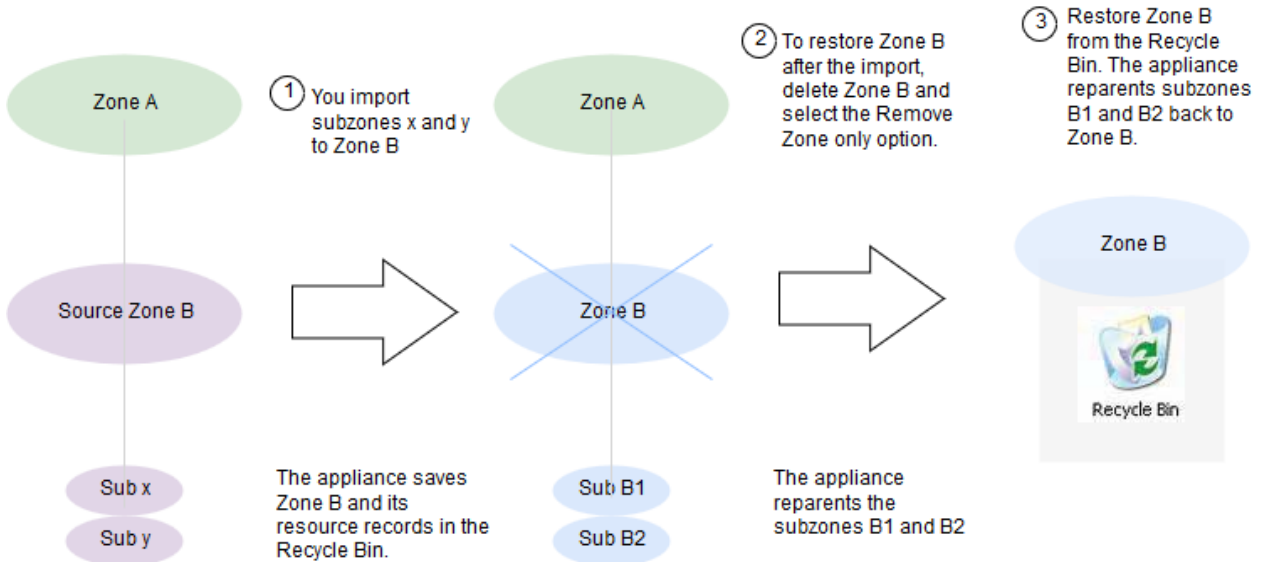 Zone A
Source Zone B
Sub x
Sub y
1
You import
subzones x and y
to Zone B
The appliance saves
Zone B and its
resource records in the
Recycle Bin.
Zone A
Zone B
Sub B1
Sub B2
2
To restore Zone B
after the import,
delete Zone B and
select the Remove
Zone only option.
The appliance
reparents the
subzones B1 and B2
3
Restore Zone B
from the Recycle
Bin. The appliance
reparents subzones
B1 and B2 back to
Zone B.
Zone B
Recycle Bin